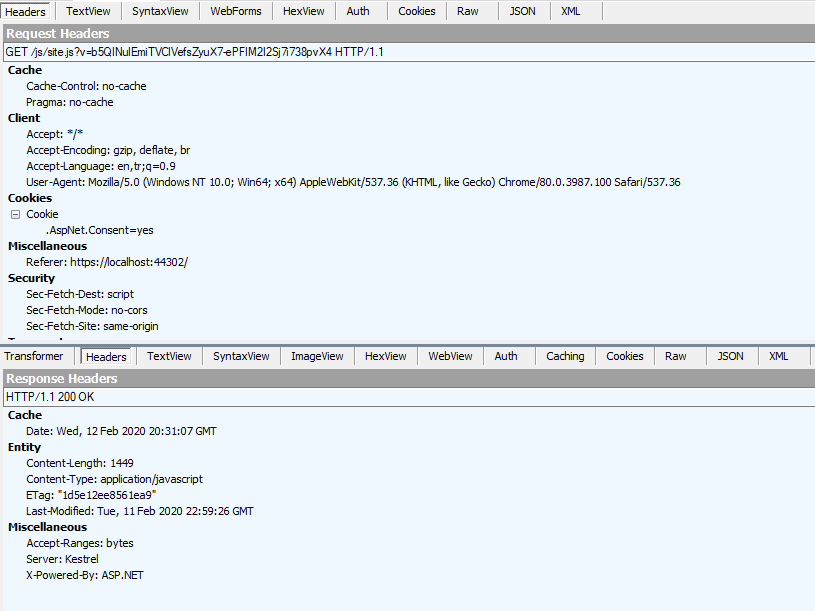 Headers TextView SyntaxView WebForms HexView Auth Cookies Raw JSON XML
Request Headers
GET /js/site.js?v=b5QINulEmiTVClVefsZyuX7-ePFIM2I2Sj7i738pvX4 HTTP/1.1
Cache
Cache-Control: no-cache
Pragma: no-cache
Client
Accept: */*
Accept-Encoding: gzip, deflate, br
Accept-Language: en,tr;q=0.9
User-Agent: Mozilla/5.0 (Windows NT 10.0; Win64; x64) AppleWebKit/537.36 (KHTML, like Gecko) Chrome/80.0.3987.100 Safari/537.36
Cookies
Cookie
.AspNet.Consent=yes
Miscellaneous
Referer: https://localhost:44302/
Security
Sec-Fetch-Dest: script
Sec-Fetch-Mode: no-cors
Sec-Fetch-Site: same-origin
Transformer Headers TextView SyntaxView ImageView HexView WebView Auth Caching Cookies Raw JSON XML
Response Headers
HTTP/1.1 200 OK
Cache
Date: Wed, 12 Feb 2020 20:31:07 GMT
Entity
Content-Length: 1449
Content-Type: application/javascript
ETag: "1d5e12ee8561ea9"
Last-Modified: Tue, 11 Feb 2020 22:59:26 GMT
Miscellaneous
Accept-Ranges: bytes
Server: Kestrel
X-Powered-By: ASP.NET